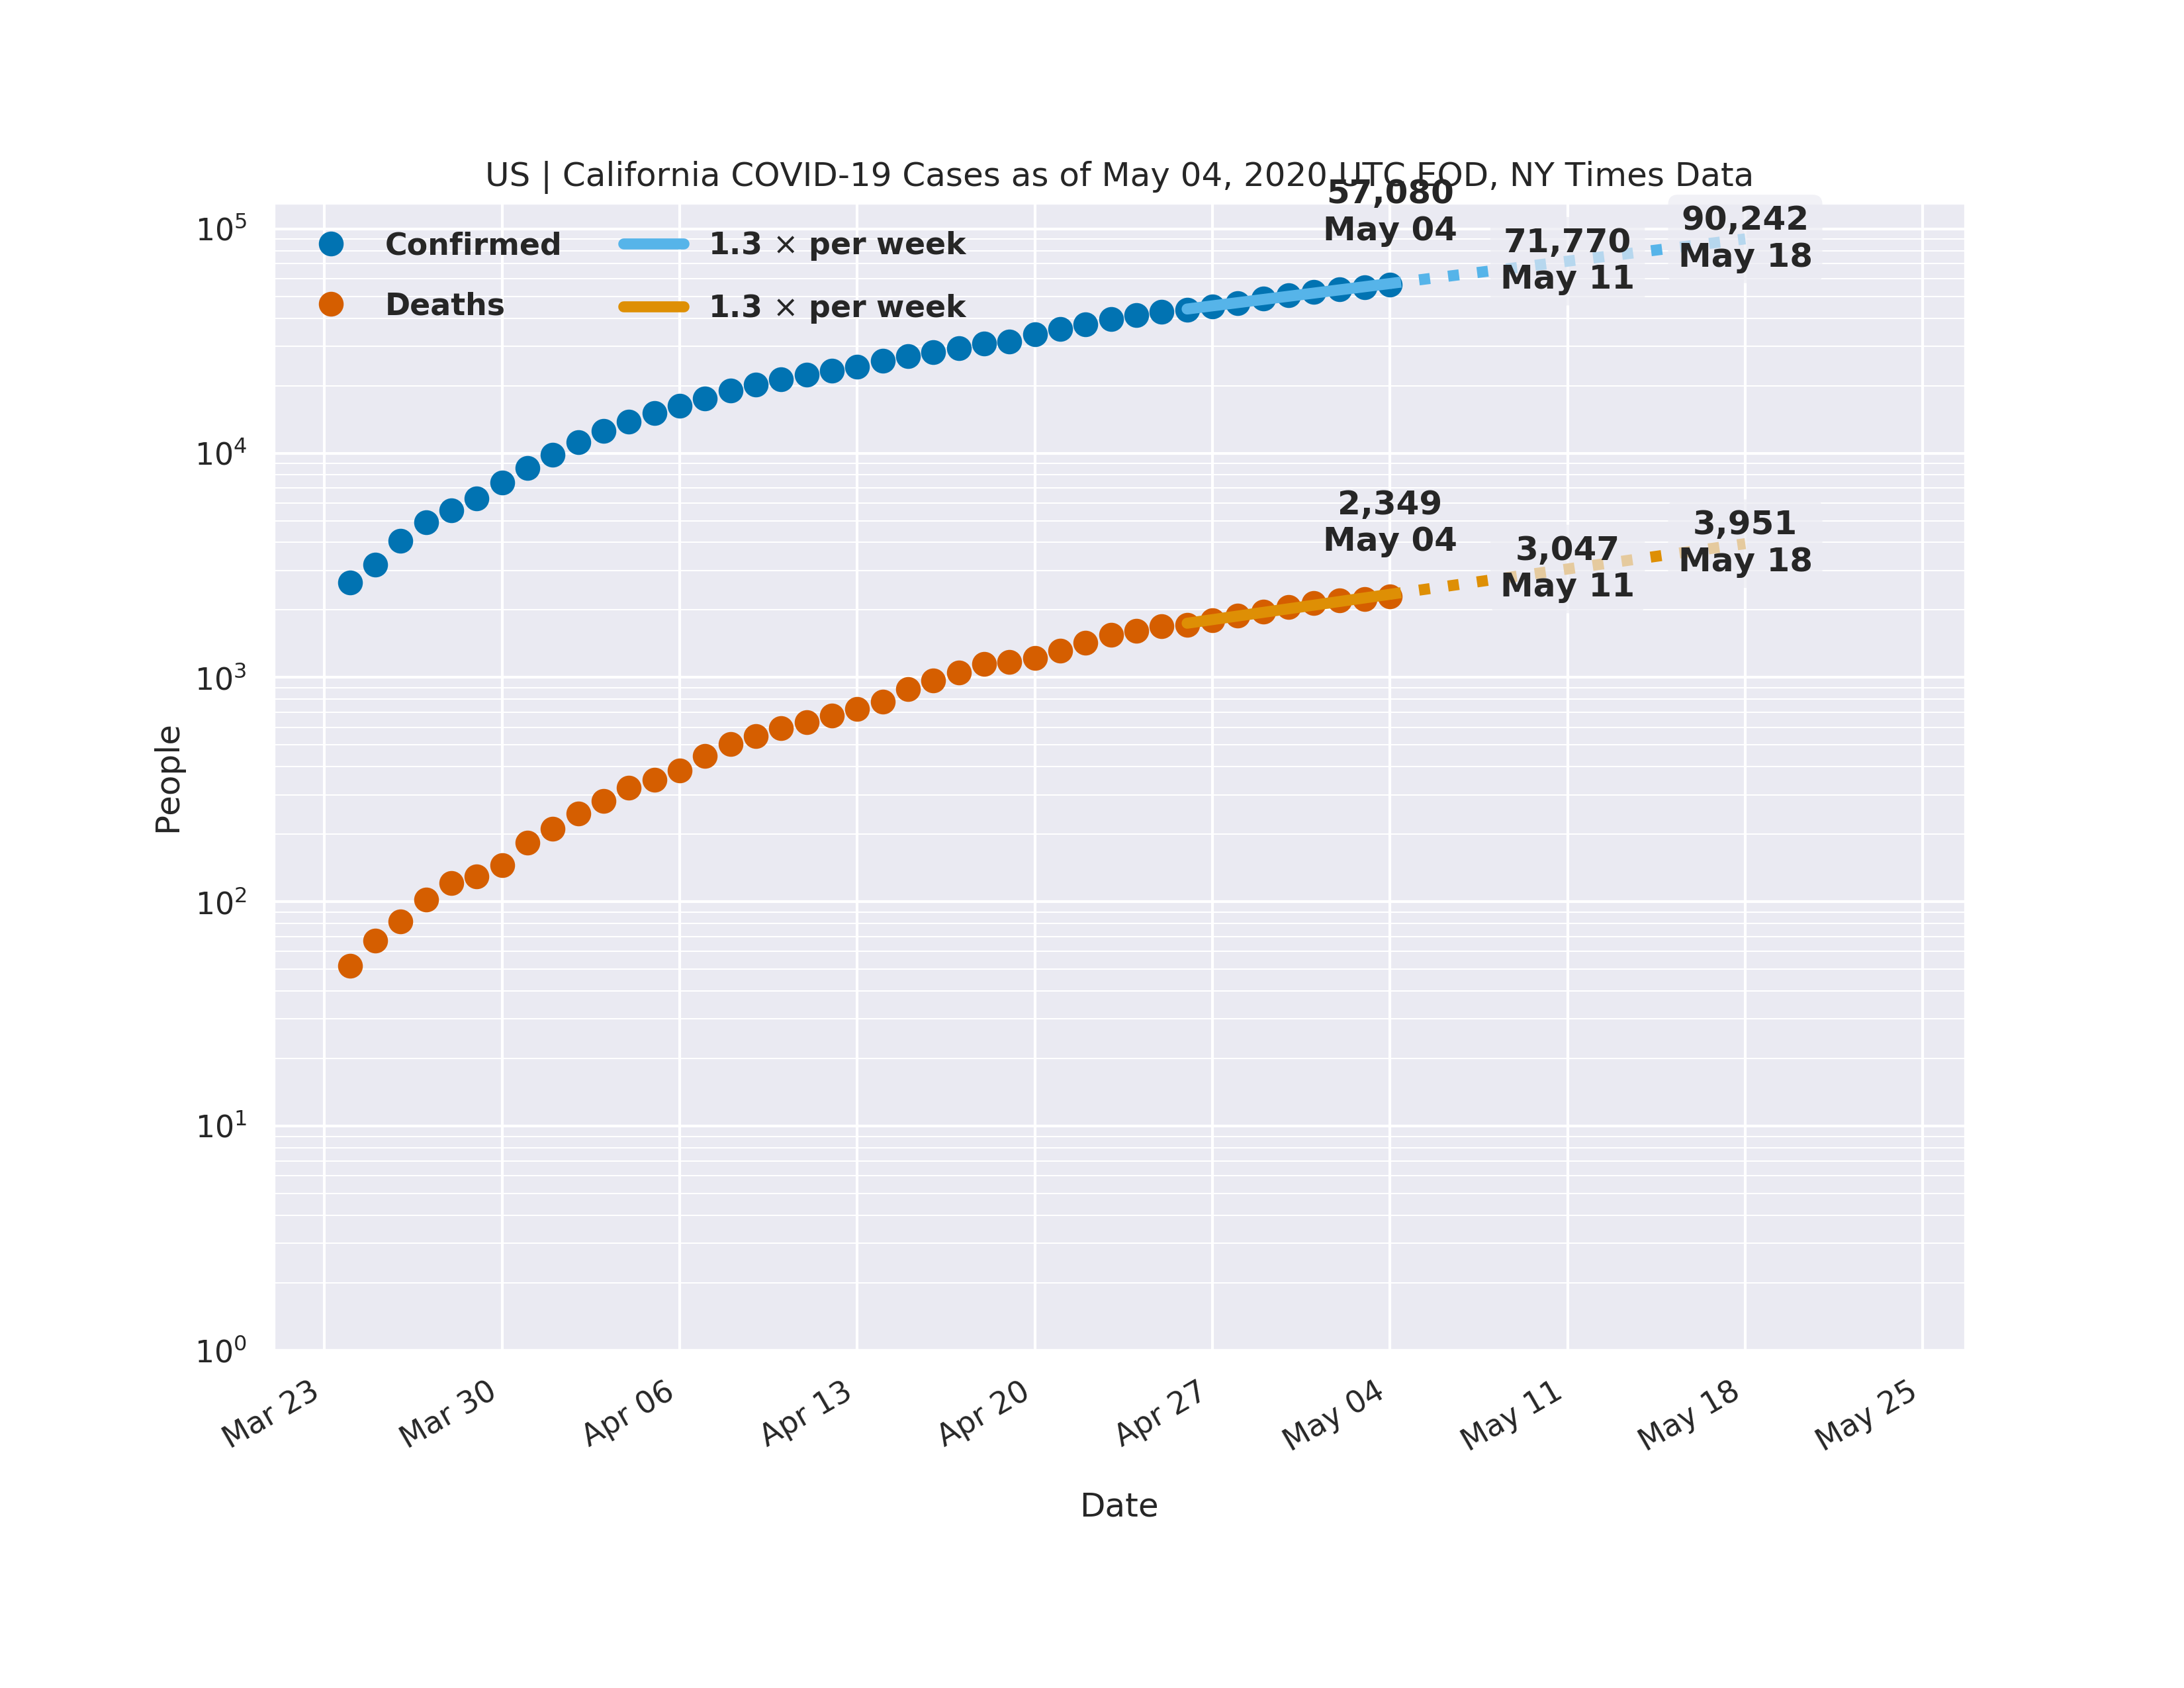 US | California COVID-19 Cases as of May 04, 2020 UTC EOD, NY Times Data
Confirmed
Deaths
1.3 × per week
1.3 × per week
57,080
May 04
71,770
May 11
90,242
May 18
2,349
May 04
3,047
May 11
3,951
May 18
People
10⁵
10⁴
10³
10²
10¹
10⁰
Mar 23
Mar 30
Apr 06
Apr 13
Apr 20
Apr 27
May 04
May 11
May 18
May 25
Date